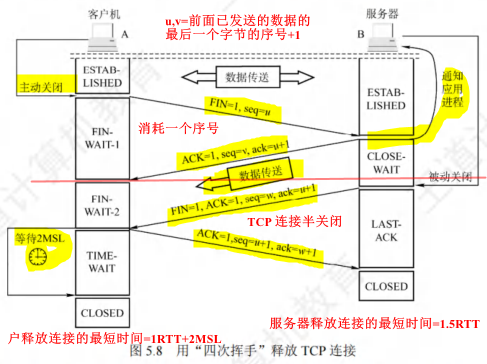 客户机
A
u,v=前面已发送的数据的
最后一个字节的序号+1
服务器
B
ESTAB-
LISHED
数据传送
ESTAB-
LISHED
通知
应用
进程
主动关闭
FIN=1, seq=u
FIN-
WAIT-1
消耗一个序号
ACK=1, seq=v, ack=u+1
CLOSE-
WAIT
数据传送
被动关闭
FIN=1, ACK=1, seq=w, ack=u+1
FIN-
WAIT-2
TCP连接半关闭
LAST-
ACK
ACK=1,seq=u+1, ack=w+1
等待2MSL
TIME-
WAIT
CLOSED
CLOSED
户释放连接的最短时间=1RTT+2MSL
服务器释放连接的最短时间=1.5RTT
图 5.8 用“四次挥手”释放 TCP 连接